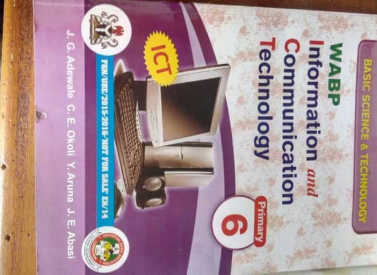 BASIC SCIENCE & TECHNOLOGY
WABP
Information and
Communication
Technology
Primary
6
ICT
FGN/UBE/2015-2016-'NOT FOR SALE' EK/14
J. G. Adewale C. E. Okoli Y. Aruna J. E. Abasi